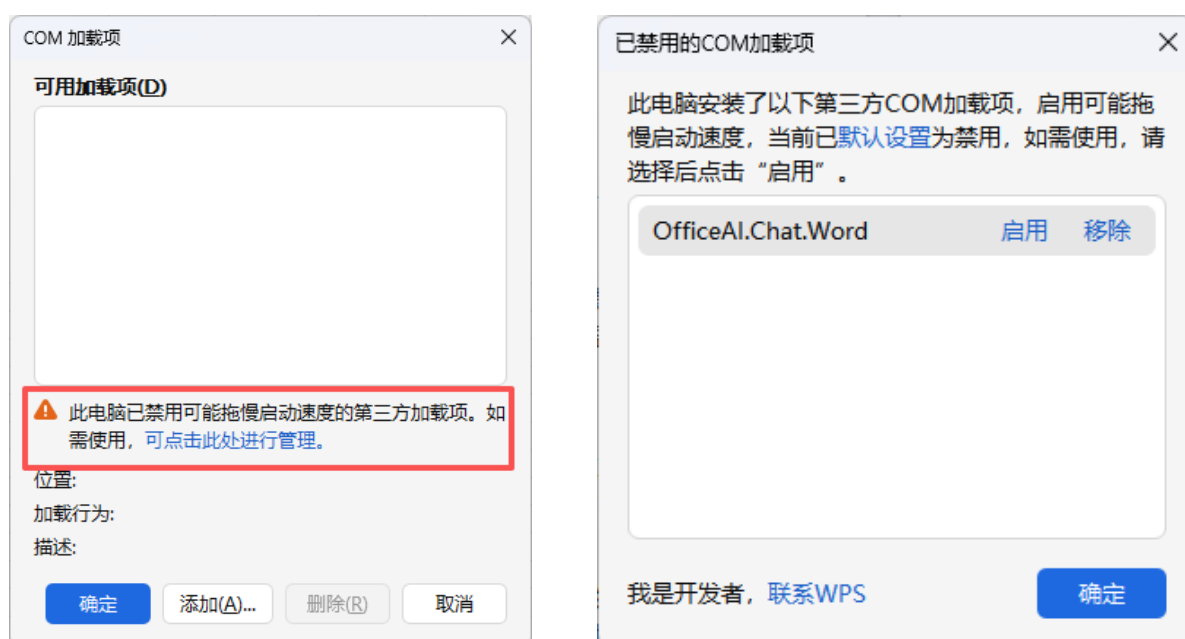 COM 加载项
可用加载项(D)
此电脑已禁用可能拖慢启动速度的第三方加载项。如
需使用，可点击此处进行管理。
位置:
加载行为:
描述:
确定
添加(A)...
删除(R)
取消
已禁用的COM加载项
此电脑安装了以下第三方COM加载项，启用可能拖
慢启动速度，当前已默认设置为禁用，如需使用，请
选择后点击“启用”。
OfficeAI.Chat.Word 启用 移除
我是开发者，联系WPS
确定